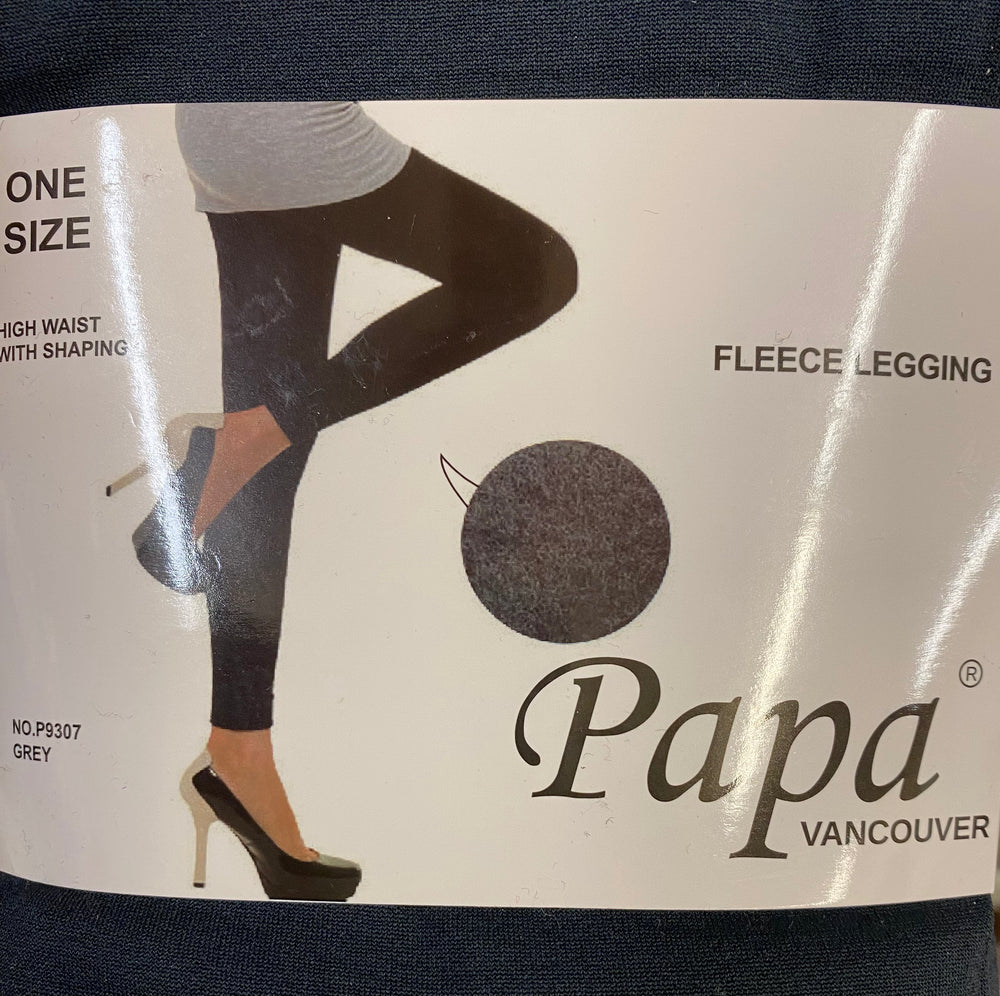 ONE
SIZE
HIGH WAIST
WITH SHAPING
FLEECE LEGGING
NO.P9307
GREY
Papa ®
VANCOUVER